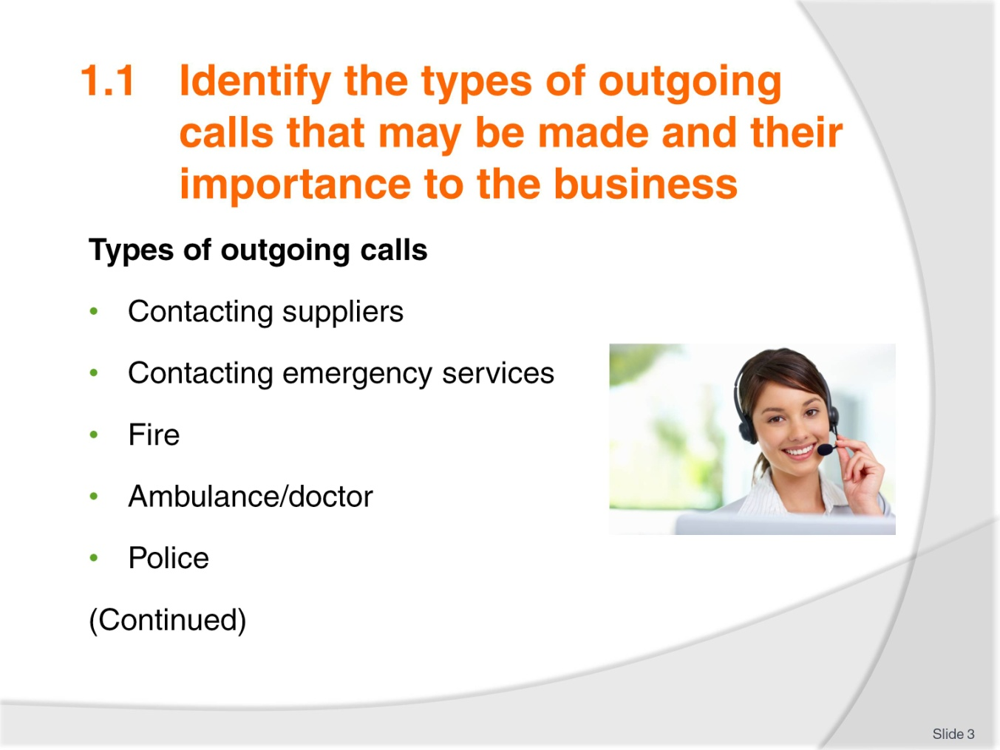 1.1 Identify the types of outgoing
calls that may be made and their
importance to the business
Types of outgoing calls
• Contacting suppliers
• Contacting emergency services
• Fire
• Ambulance/doctor
• Police
(Continued)
Slide 3